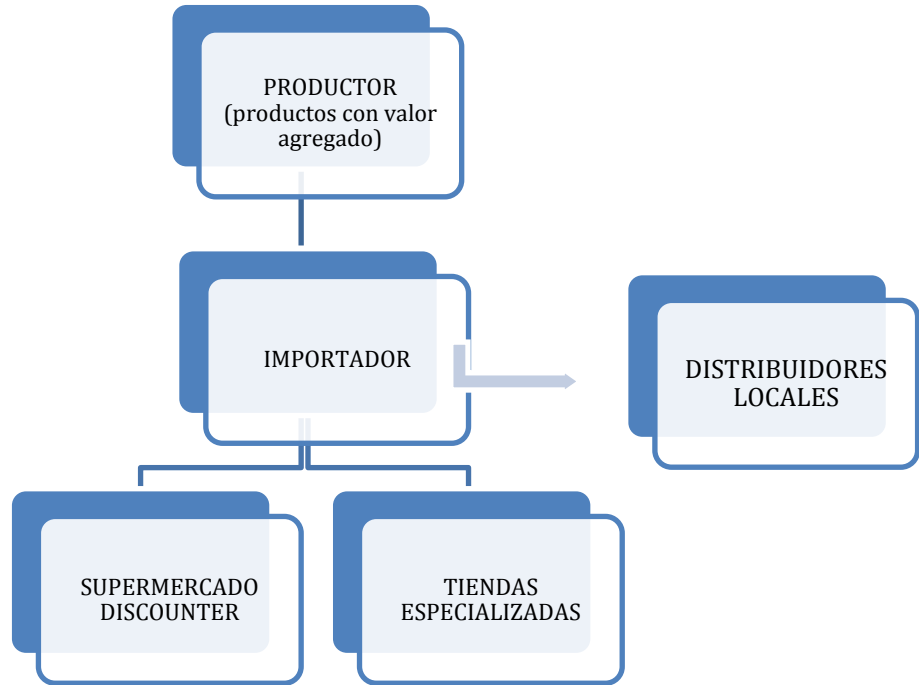 PRODUCTOR
(productos con valor
agregado)
IMPORTADOR
DISTRIBUIDORES
LOCALES
SUPERMERCADO
DISCOUNTER
TIENDAS
ESPECIALIZADAS